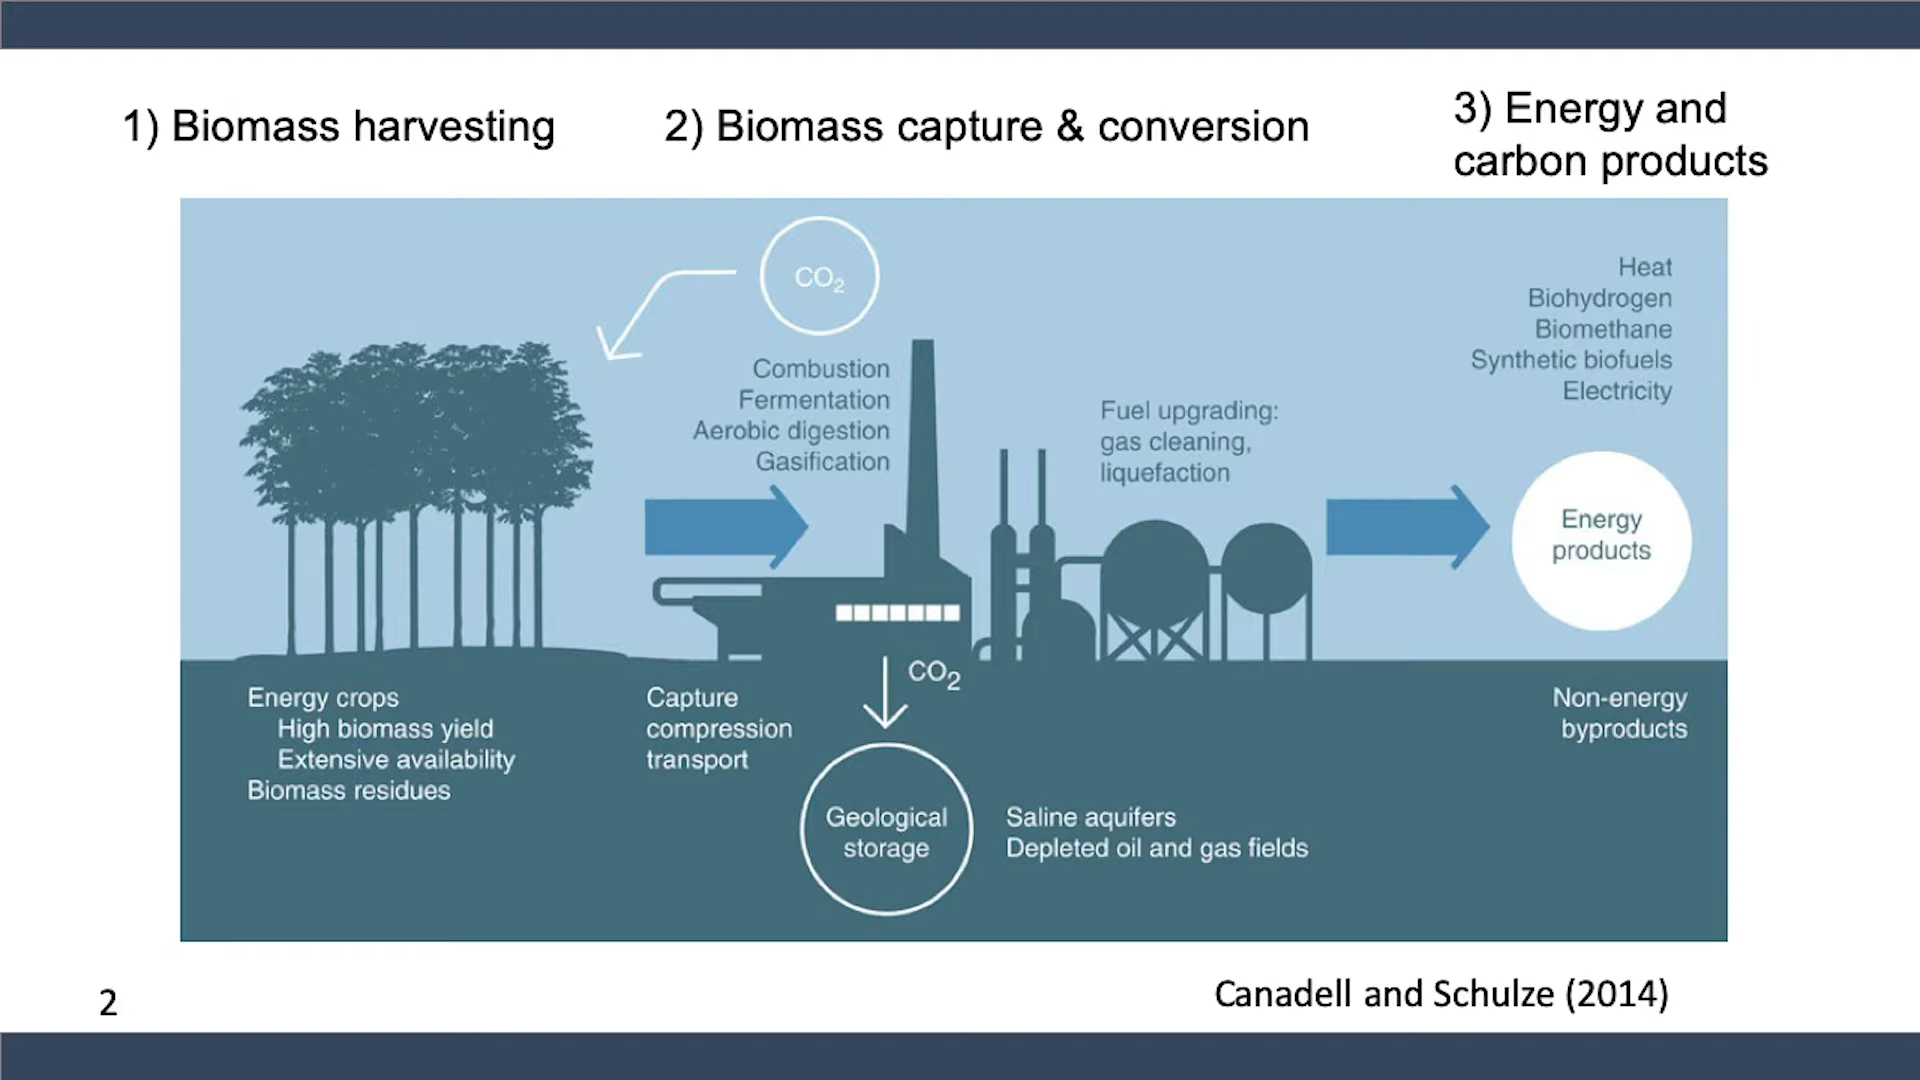 1) Biomass harvesting
2) Biomass capture & conversion
3) Energy and
carbon products
CO2
Combustion
Fermentation
Aerobic digestion
Gasification
Fuel upgrading:
gas cleaning,
liquefaction
Heat
Biohydrogen
Biomethane
Synthetic biofuels
Electricity
Energy
products
Energy crops
High biomass yield
Extensive availability
Biomass residues
Capture
compression
transport
CO2
Geological
storage
Saline aquifers
Depleted oil and gas fields
Non-energy
byproducts
2
Canadell and Schulze (2014)